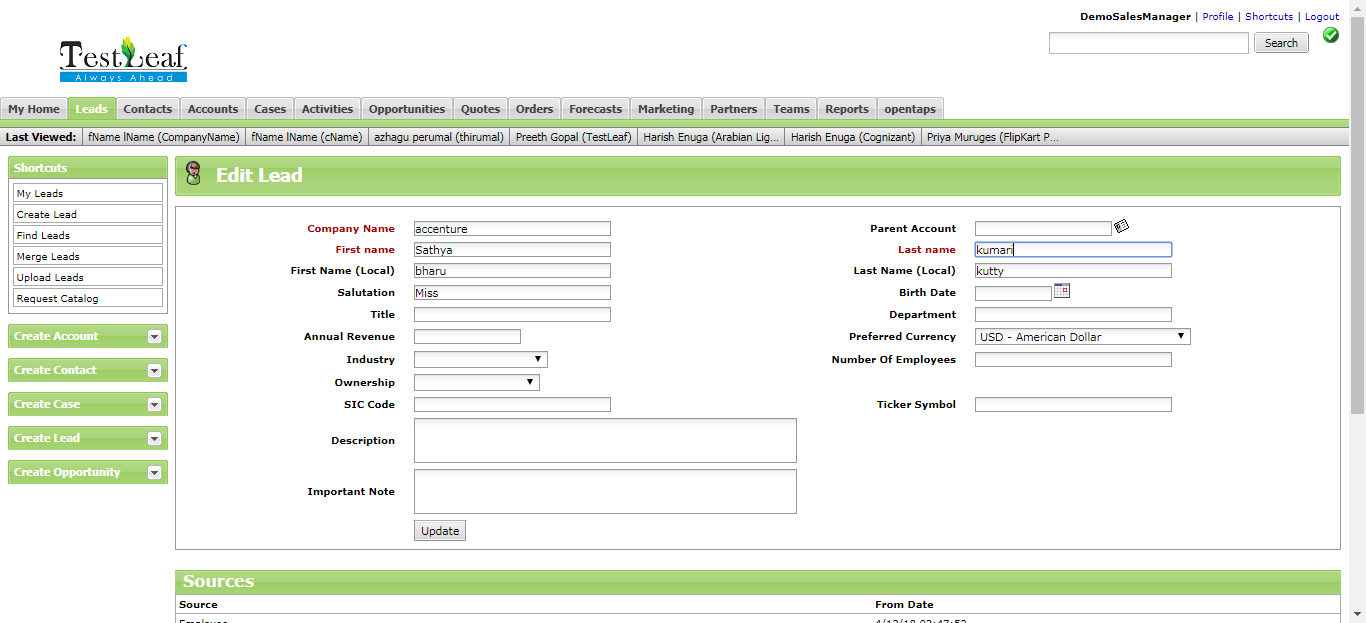 DemoSalesManager | Profile | Shortcuts | Logout
Search
TestLeaf
Always Ahead
My Home Leads Contacts Accounts Cases Activities Opportunities Quotes Orders Forecasts Marketing Partners Teams Reports opentaps
Last Viewed: fName lName (CompanyName) fName lName (cName) azhagu perumal (thirumal) Preeth Gopal (TestLeaf) Harish Enuga (Arabian Lig... Harish Enuga (Cognizant) Priya Muruges (FlipKart P...
Shortcuts
My Leads
Create Lead
Find Leads
Merge Leads
Upload Leads
Request Catalog
Create Account
Create Contact
Create Case
Create Lead
Create Opportunity
Edit Lead
Company Name accenture Parent Account
First name Sathya Last name kumari
First Name (Local) bharu Last Name (Local) kutty
Salutation Miss Birth Date
Title Department
Annual Revenue Preferred Currency USD - American Dollar
Industry Number Of Employees
Ownership
SIC Code Ticker Symbol
Description
Important Note
Update
Sources
Source From Date